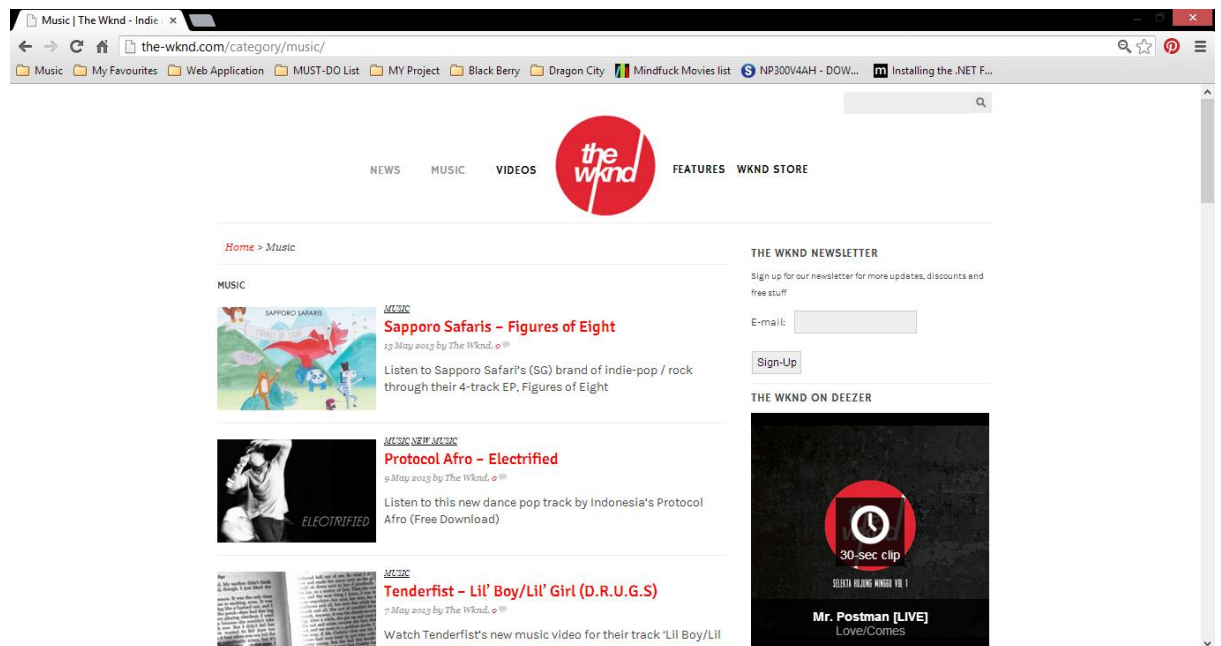 Music | The Wknd - Indie
the-wknd.com/category/music/
Music My Favourites Web Application MUST-DO List MY Project Black Berry Dragon City Mindfuck Movies list NP300V4AH - DOW... Installing the .NET F...
NEWS MUSIC VIDEOS the wknd FEATURES WKND STORE
Home > Music
MUSIC
SAPPORO SAFARIS
FIGURES OF EIGHT
MUSIC
Sapporo Safaris – Figures of Eight
13 May 2013 by The Wknd, 0
Listen to Sapporo Safari's (SG) brand of indie-pop / rock
through their 4-track EP, Figures of Eight
ELECTRIFIED
MUSIC NEW MUSIC
Protocol Afro – Electrified
9 May 2013 by The Wknd, 0
Listen to this new dance pop track by Indonesia's Protocol
Afro (Free Download)
MUSIC
Tenderfist – Lil' Boy/Lil' Girl (D.R.U.G.S)
7 May 2013 by The Wknd, 0
Watch Tenderfist's new music video for their track 'Lil Boy/Lil
THE WKND NEWSLETTER
Sign up for our newsletter for more updates, discounts and
free stuff
E-mail:
Sign-Up
THE WKND ON DEEZER
30-sec clip
SELEKTA HUJUNG MINGGU VOL 1
Mr. Postman [LIVE]
Love/Comes